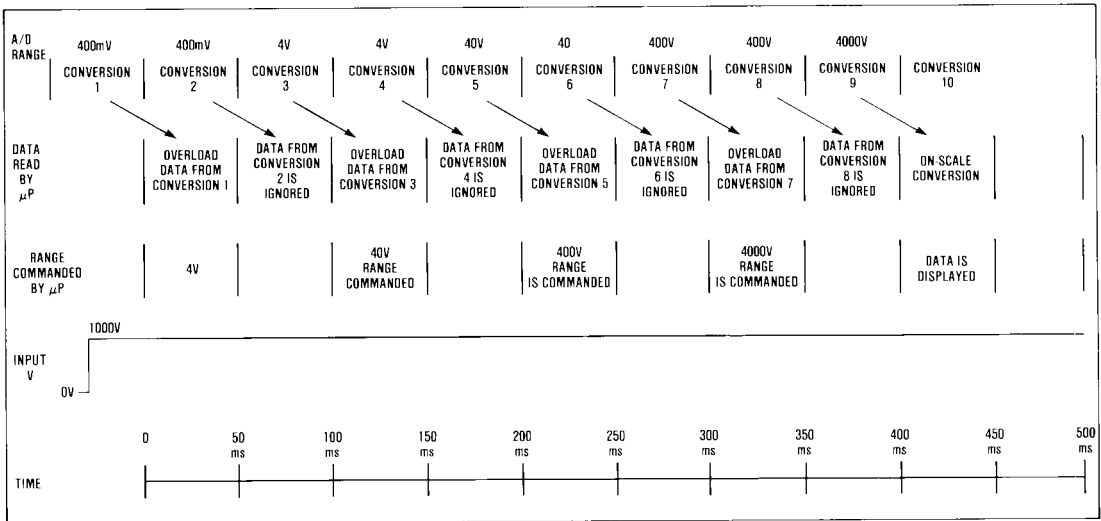 A/D
RANGE
400mV 400mV 4V 4V 40V 40 400V 400V 4000V
CONVERSION
1
CONVERSION
2
CONVERSION
3
CONVERSION
4
CONVERSION
5
CONVERSION
6
CONVERSION
7
CONVERSION
8
CONVERSION
9
CONVERSION
10
DATA
READ
BY
μP
OVERLOAD
DATA FROM
CONVERSION 1
DATA FROM
CONVERSION
2 IS
IGNORED
OVERLOAD
DATA FROM
CONVERSION 3
DATA FROM
CONVERSION
4 IS
IGNORED
OVERLOAD
DATA FROM
CONVERSION 5
DATA FROM
CONVERSION
6 IS
IGNORED
OVERLOAD
DATA FROM
CONVERSION 7
DATA FROM
CONVERSION
8 IS
IGNORED
ON-SCALE
CONVERSION
RANGE
COMMANDED
BY μP
4V
40V
RANGE
COMMANDED
400V
RANGE
IS COMMANDED
4000V
RANGE
IS COMMANDED
DATA IS
DISPLAYED
1000V
INPUT
V
0V
0
50
ms
100
ms
150
ms
200
ms
250
ms
300
ms
350
ms
400
ms
450
ms
500
ms
TIME